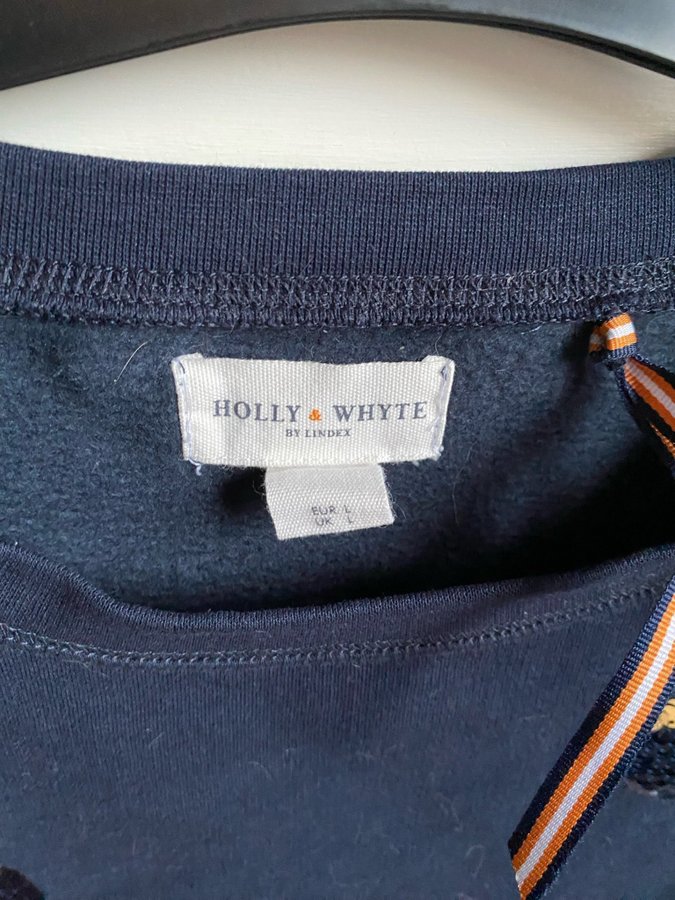 HOLLY & WHYTE
BY LINDEX
EUR L
UK L